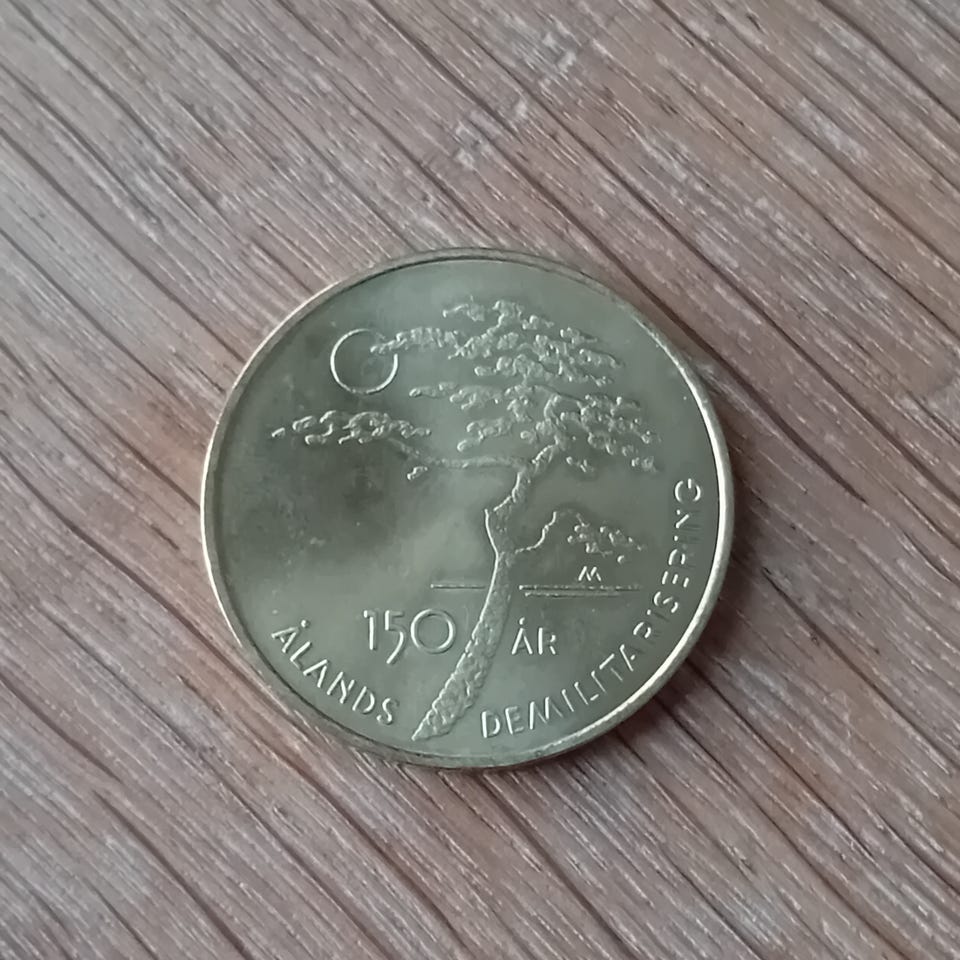 M
150 ÅR
ÅLANDS DEMILITARISERING